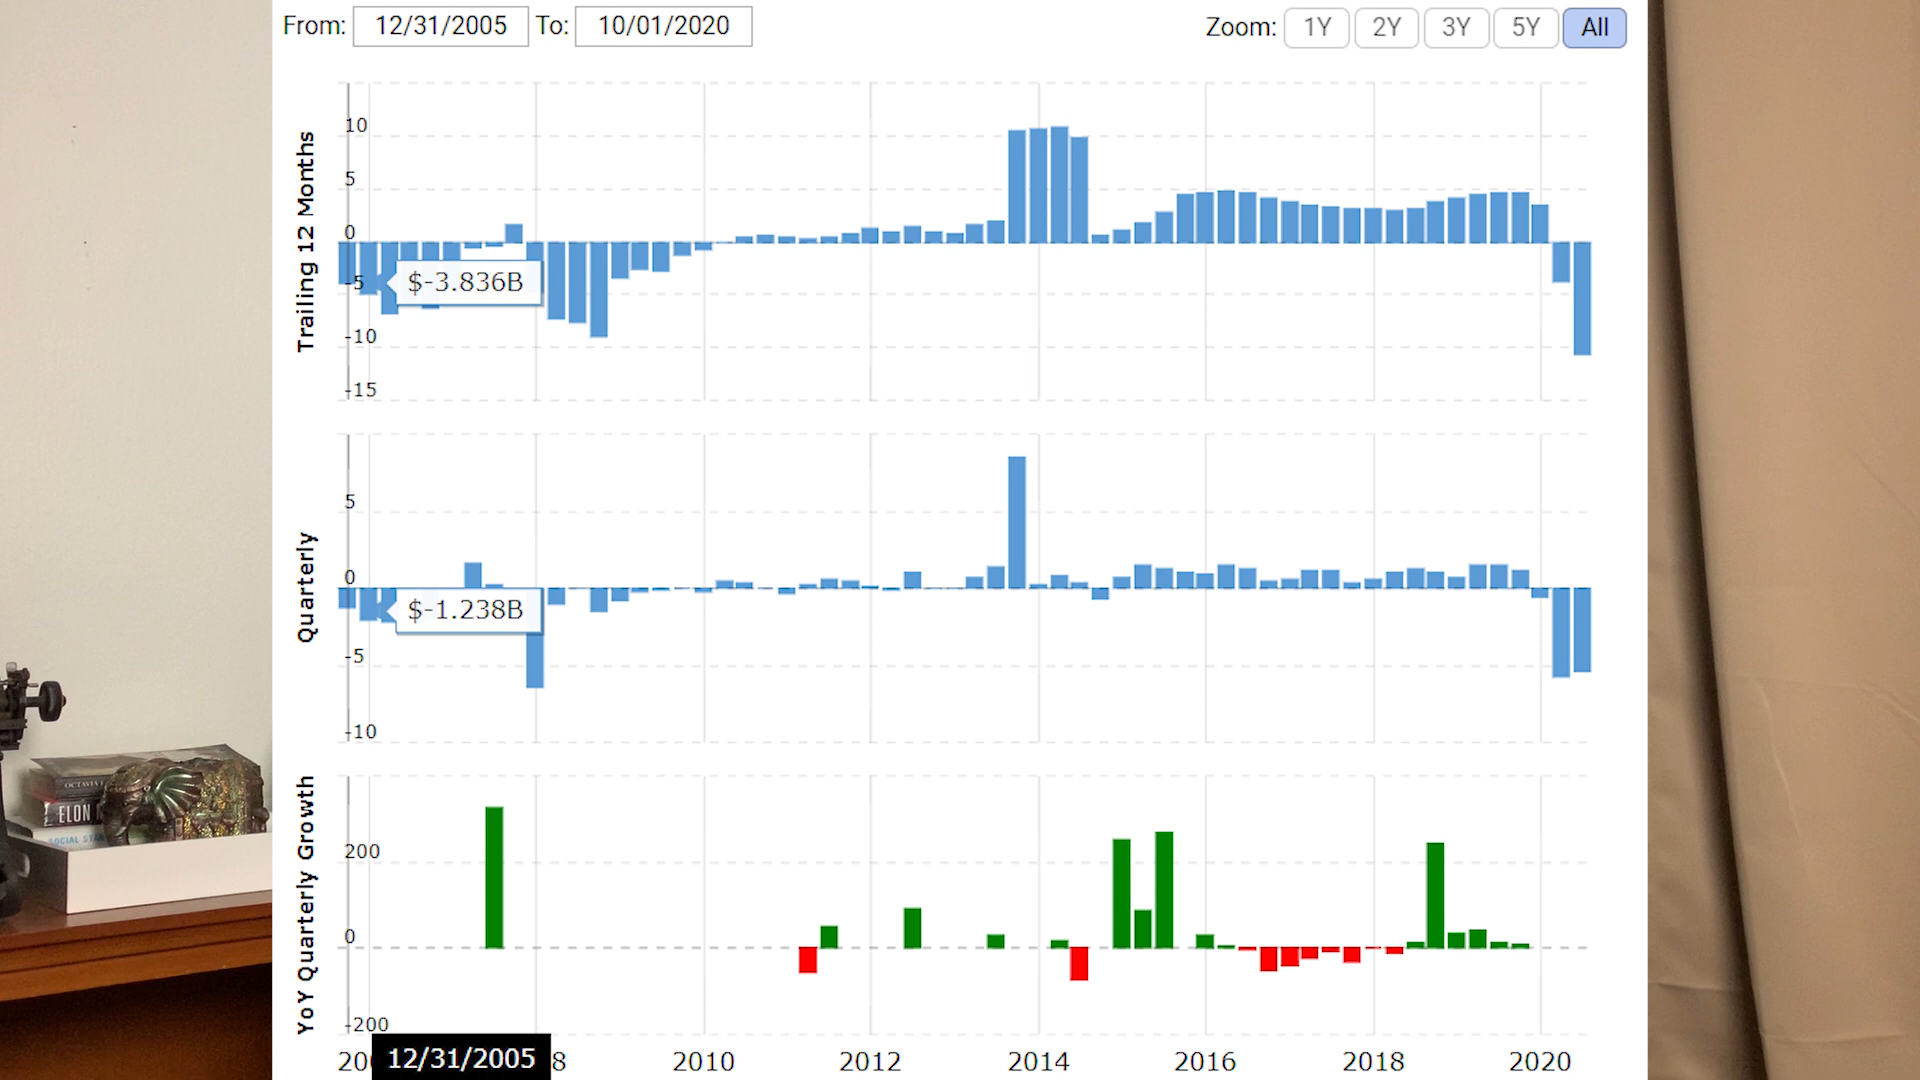 From: 12/31/2005 To: 10/01/2020 Zoom: 1Y 2Y 3Y 5Y All
Trailing 12 Months
10
5
0
-5
-10
-15
$-3.836B
Quarterly
5
0
-5
-10
$-1.238B
YoY Quarterly Growth
200
0
-200
12/31/2005
8 2010 2012 2014 2016 2018 2020
ELON
SOCIAL